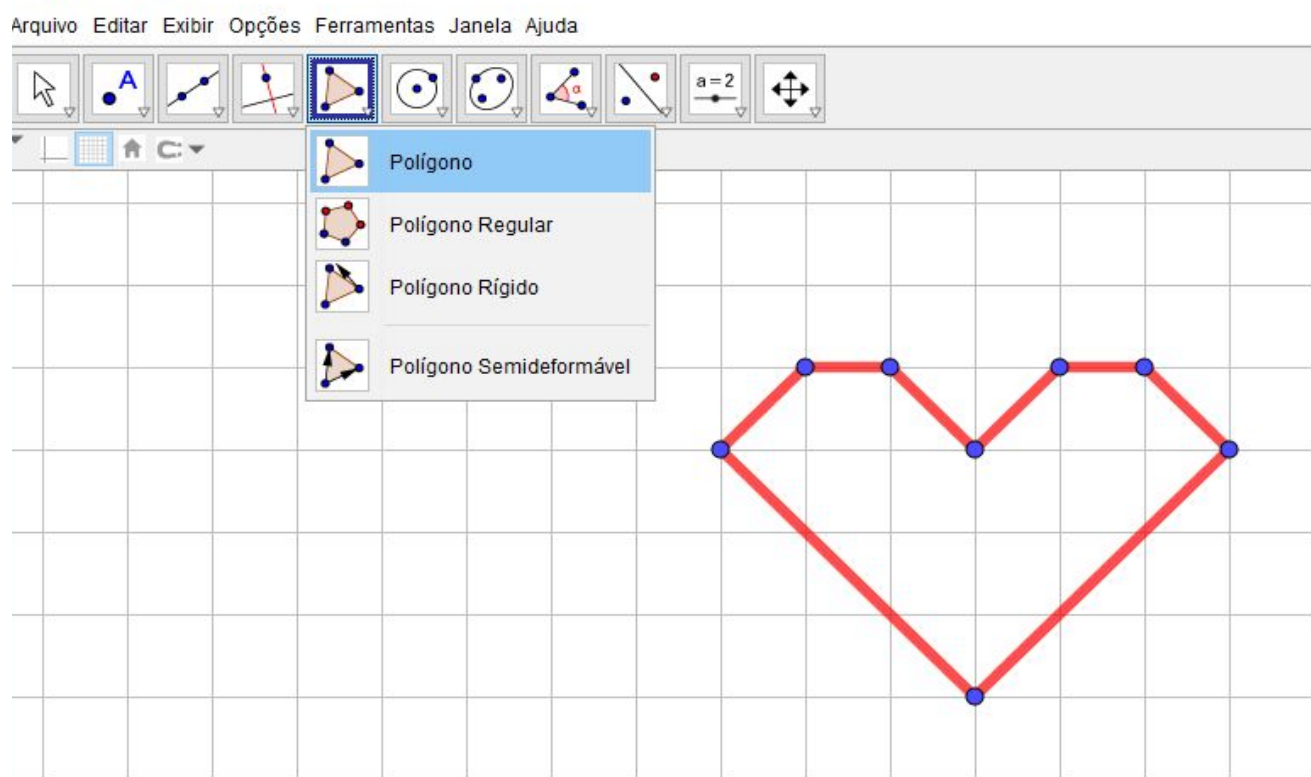 Arquivo Editar Exibir Opções Ferramentas Janela Ajuda
A
α
a=2
Polígono
Polígono Regular
Polígono Rígido
Polígono Semideformável